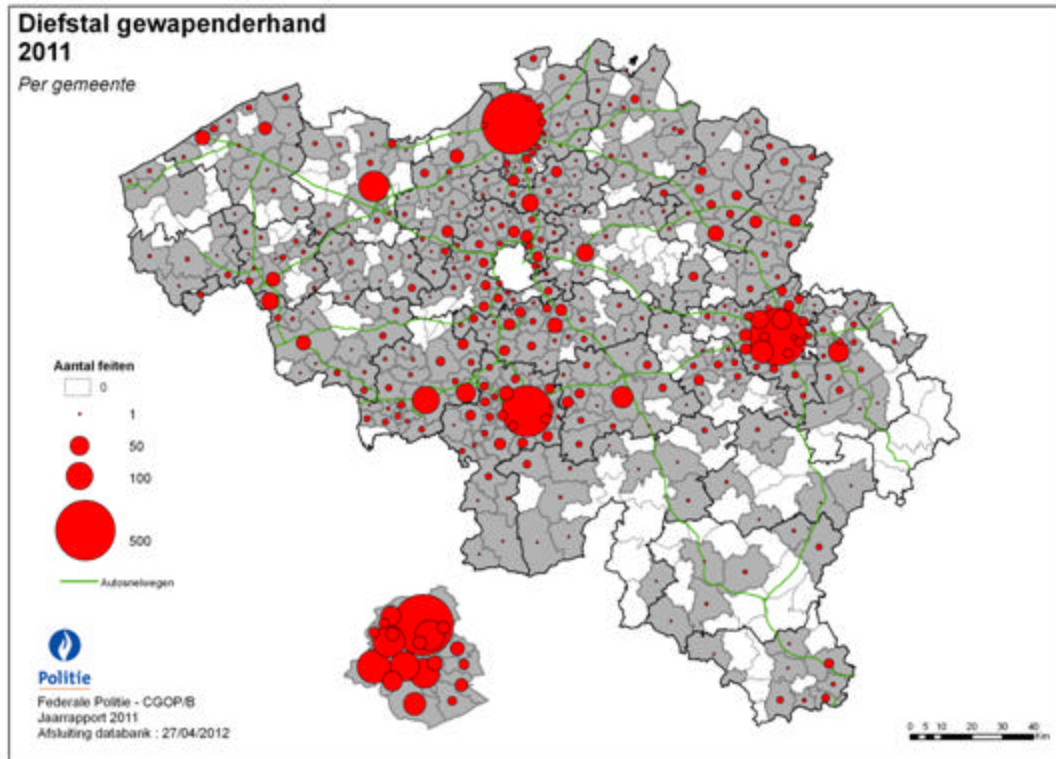 Diefstal gewapenderhand
2011
Per gemeente
Aantal feiten
0
1
50
100
500
Autosnelwegen
Politie
Federale Politie - CGOP/B
Jaarrapport 2011
Afsluiting databank : 27/04/2012
0 5 10 20 30 40
Km